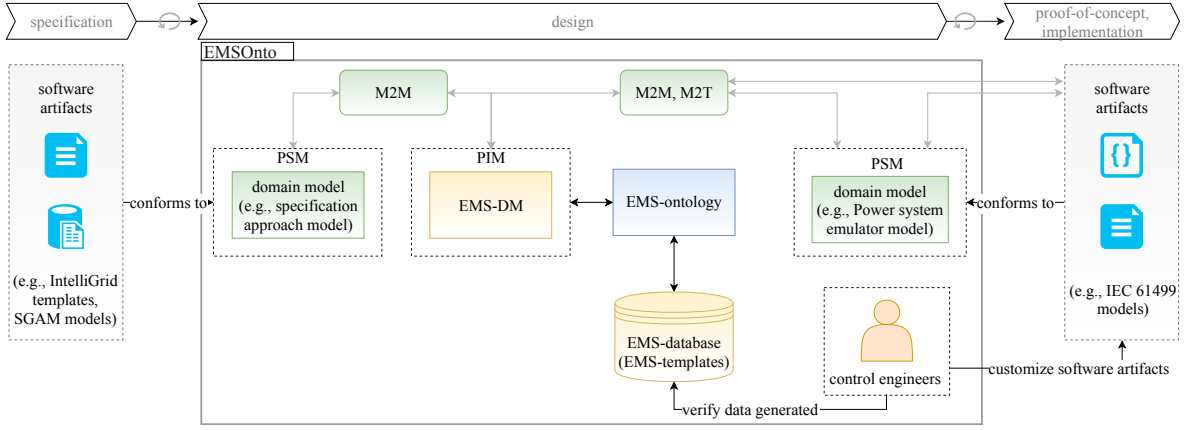 specification
design
proof-of-concept,
implementation
EMSOnto
software
artifacts
(e.g., IntelliGrid
templates,
SGAM models)
conforms to
M2M
M2M, M2T
PSM
domain model
(e.g., specification
approach model)
PIM
EMS-DM
EMS-ontology
EMS-database
(EMS-templates)
PSM
domain model
(e.g., Power system
emulator model)
conforms to
software
artifacts
{}
(e.g., IEC 61499
models)
control engineers
customize software artifacts
verify data generated